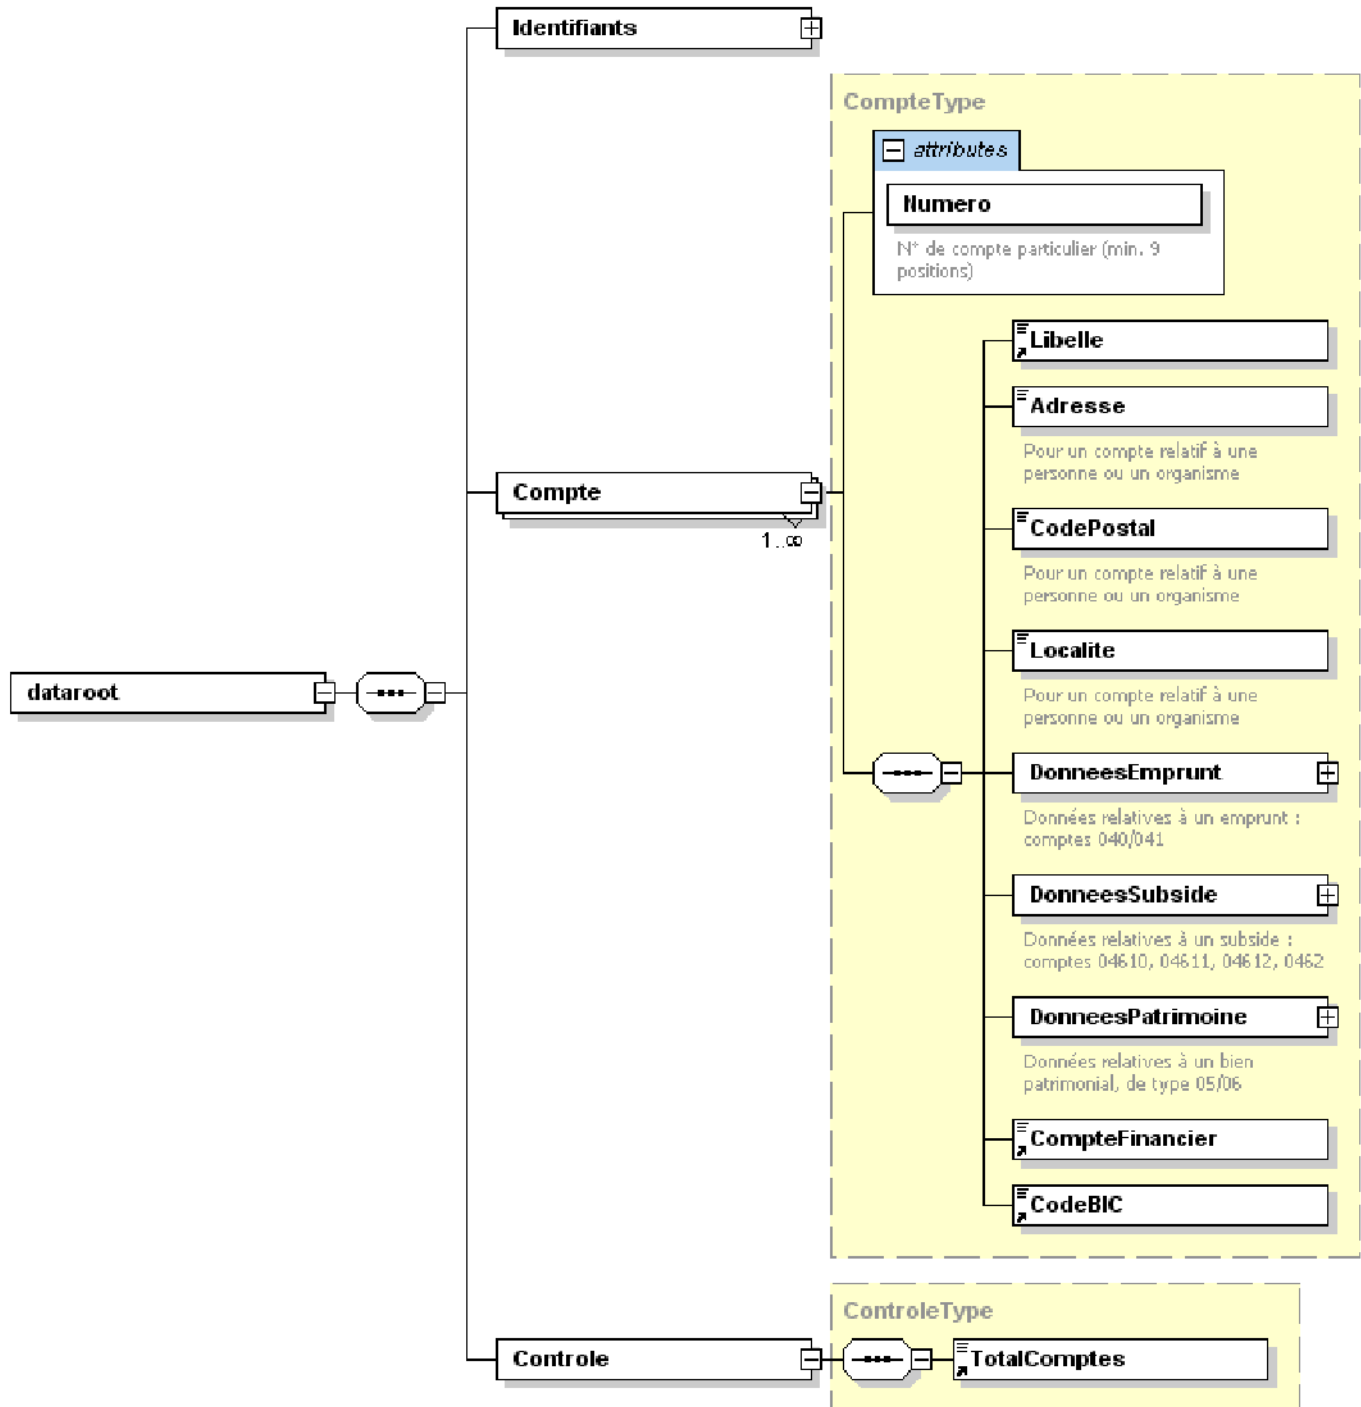 Identifiants
CompteType
attributes
Numero
N° de compte particulier (min. 9
positions)
Libelle
Adresse
Pour un compte relatif à une
personne ou un organisme
Compte
1..∞
CodePostal
Pour un compte relatif à une
personne ou un organisme
Localite
Pour un compte relatif à une
personne ou un organisme
dataroot
DonneesEmprunt
Données relatives à un emprunt :
comptes 040/041
DonneesSubside
Données relatives à un subside :
comptes 04610, 04611, 04612, 0462
DonneesPatrimoine
Données relatives à un bien
patrimonial, de type 05/06
CompteFinancier
CodeBIC
ControleType
Controle
TotalComptes